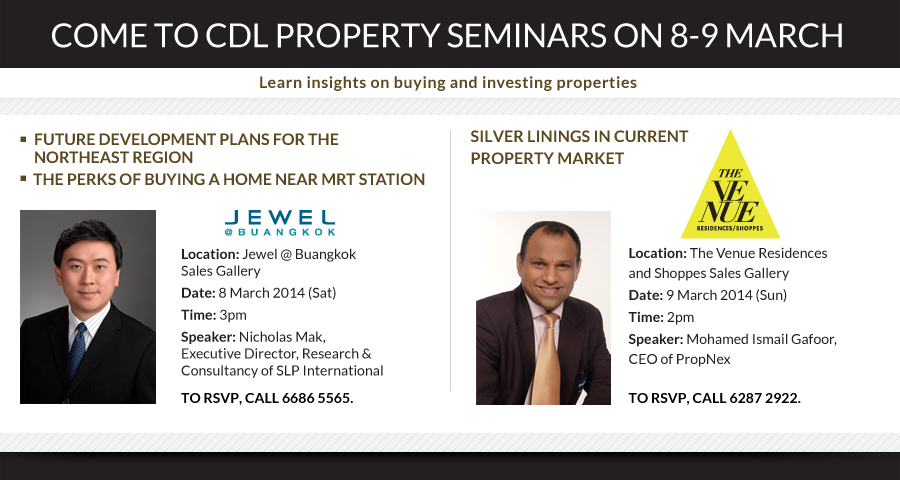 COME TO CDL PROPERTY SEMINARS ON 8-9 MARCH
Learn insights on buying and investing properties
▪ FUTURE DEVELOPMENT PLANS FOR THE
NORTHEAST REGION
▪ THE PERKS OF BUYING A HOME NEAR MRT STATION
JEWEL
@BUANGKOK
Location: Jewel @ Buangkok
Sales Gallery
Date: 8 March 2014 (Sat)
Time: 3pm
Speaker: Nicholas Mak,
Executive Director, Research &
Consultancy of SLP International
TO RSVP, CALL 6686 5565.
SILVER LININGS IN CURRENT
PROPERTY MARKET
THE
VE
NUE
RESIDENCES/SHOPPES
Location: The Venue Residences
and Shoppes Sales Gallery
Date: 9 March 2014 (Sun)
Time: 2pm
Speaker: Mohamed Ismail Gafoor,
CEO of PropNex
TO RSVP, CALL 6287 2922.